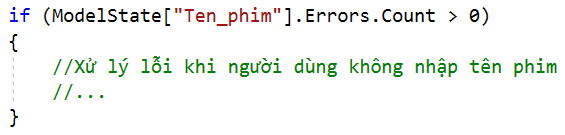 if (ModelState["Ten_phim"].Errors.Count > 0)
{
//Xử lý lỗi khi người dùng không nhập tên phim
//...
}